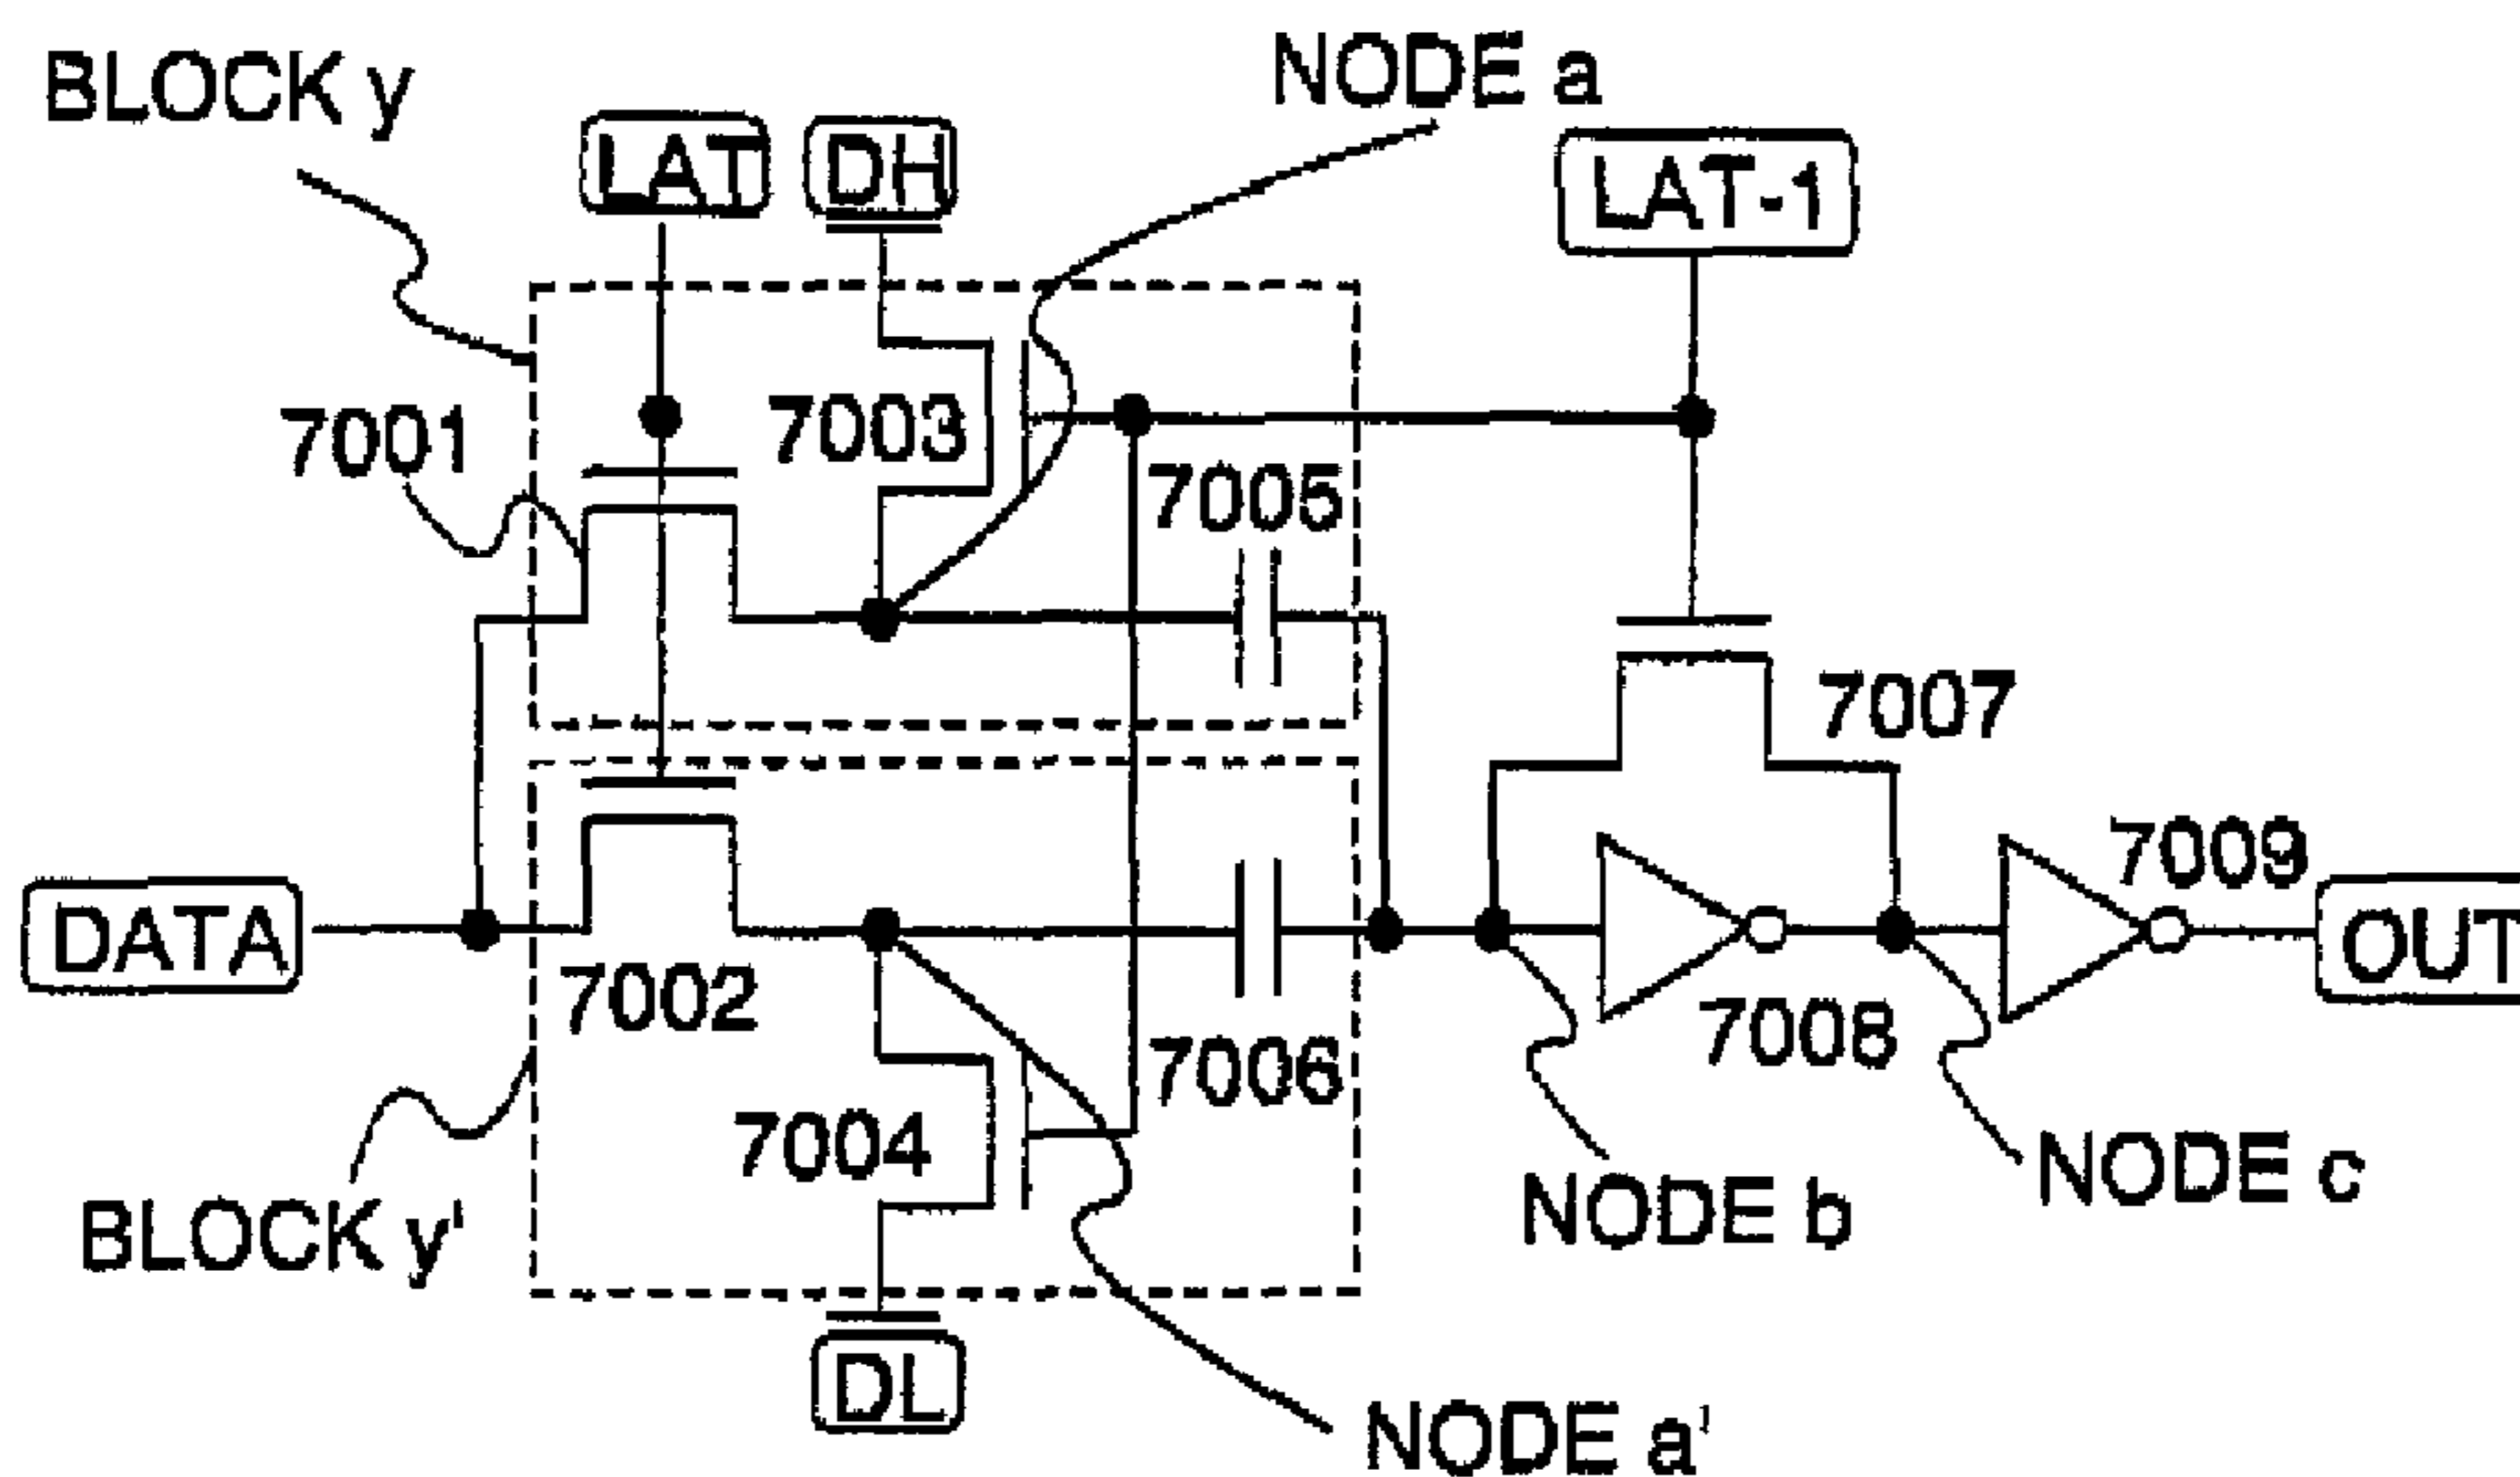 BLOCK y
NODE a
LAT
DH
LAT-1
7001
7003
7005
7007
7009
DATA
OUT
7002
7008
7006
7004
NODE b
NODE c
BLOCK y'
DL
NODE a'